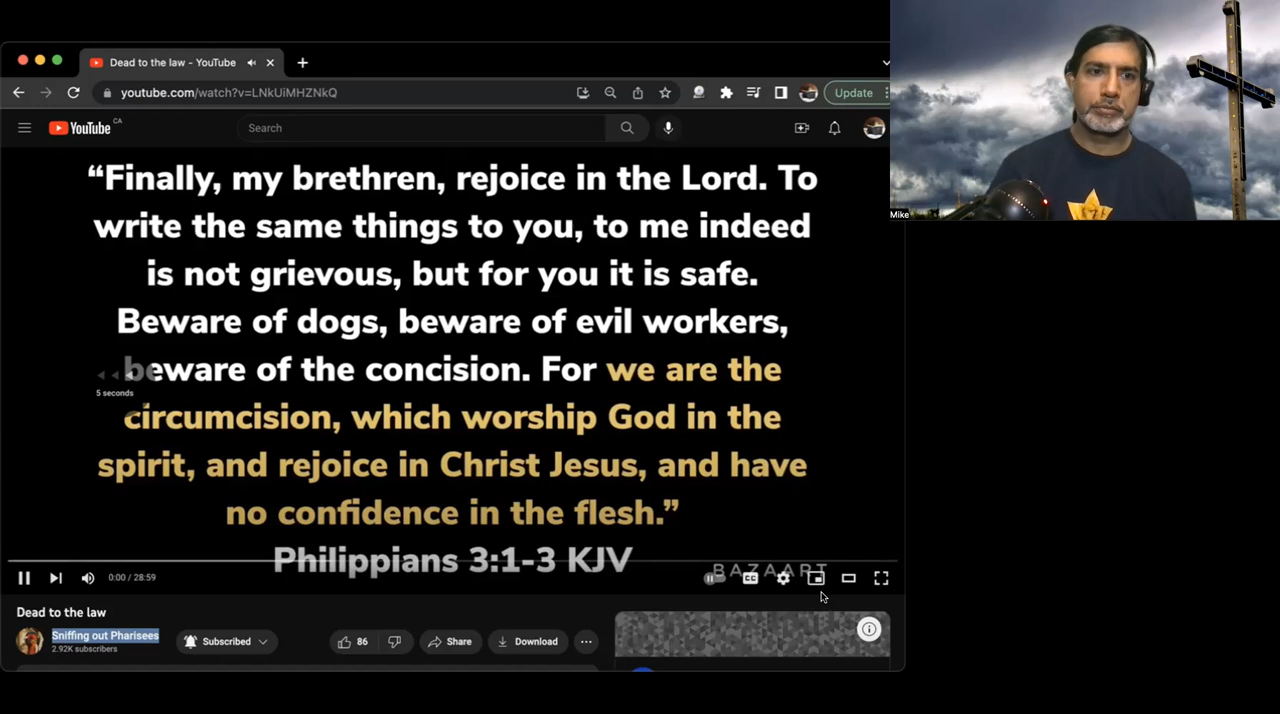 Dead to the law - YouTube
youtube.com/watch?v=LNkUiMHZNkQ
Update
YouTube CA
Search
“Finally, my brethren, rejoice in the Lord. To
write the same things to you, to me indeed
is not grievous, but for you it is safe.
Beware of dogs, beware of evil workers,
beware of the concision. For we are the
circumcision, which worship God in the
spirit, and rejoice in Christ Jesus, and have
no confidence in the flesh.”
Philippians 3:1-3 KJV
5 seconds
BAZAART
0:00 / 28:59
CC
Dead to the law
Sniffing out Pharisees
2.92K subscribers
Subscribed
86
Share
Download
Mike